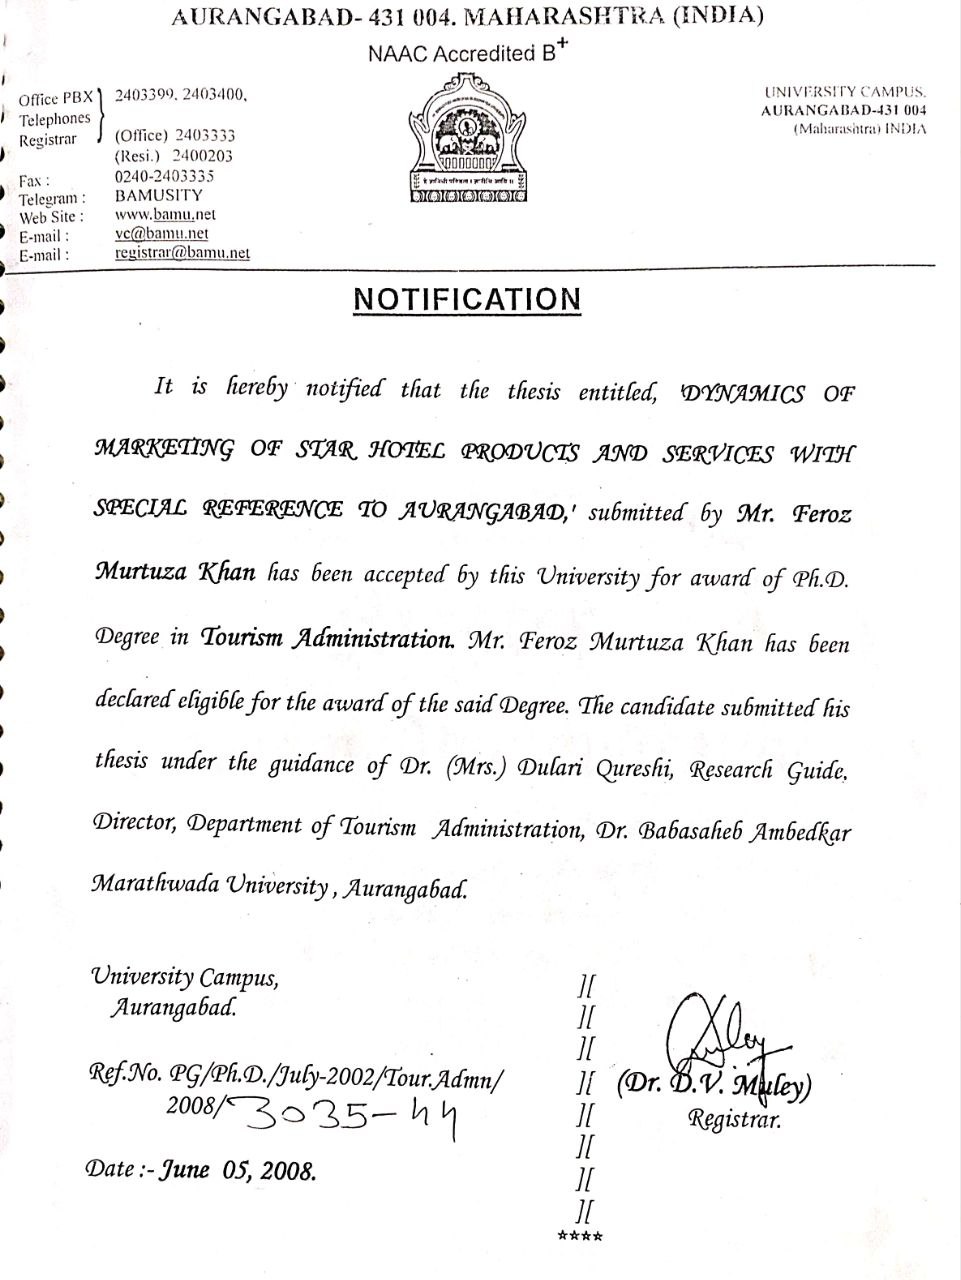 AURANGABAD- 431 004. MAHARASHTRA (INDIA)
NAAC Accredited B+
Office PBX
Telephones
Registrar
2403399, 2403400,
(Office) 2403333
(Resi.) 2400203
Fax : 0240-2403335
Telegram : BAMUSITY
Web Site : www.bamu.net
E-mail : vc@bamu.net
E-mail : registrar@bamu.net
UNIVERSITY CAMPUS,
AURANGABAD-431 004
(Maharashtra) INDIA
NOTIFICATION
It is hereby notified that the thesis entitled, 'DYNAMICS OF
MARKETING OF STAR HOTEL PRODUCTS AND SERVICES WITH
SPECIAL REFERENCE TO AURANGABAD,' submitted by Mr. Feroz
Murtuza Khan has been accepted by this University for award of Ph.D.
Degree in Tourism Administration. Mr. Feroz Murtuza Khan has been
declared eligible for the award of the said Degree. The candidate submitted his
thesis under the guidance of Dr. (Mrs.) Dulari Qureshi, Research Guide,
Director, Department of Tourism Administration, Dr. Babasaheb Ambedkar
Marathwada University, Aurangabad.
University Campus,
Aurangabad.
Ref.No. PG/Ph.D./July-2002/Tour.Admn/
2008/3035-44
Date :- June 05, 2008.
][
][
][
][
][
][
][
][
****
(Dr. D.V. Muley)
Registrar.